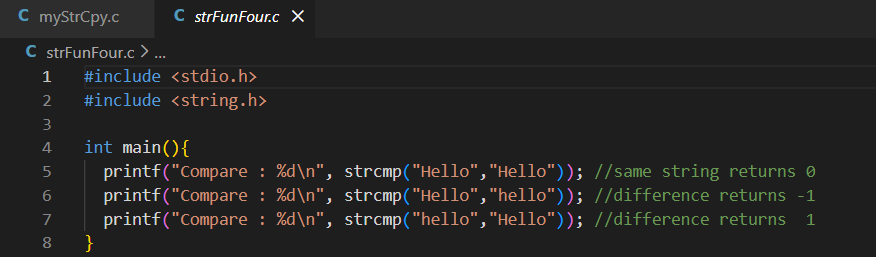 myStrCpy.c strFunFour.c
strFunFour.c > ...
1 #include <stdio.h>
2 #include <string.h>
3
4 int main(){
5 printf("Compare : %d\n", strcmp("Hello","Hello")); //same string returns 0
6 printf("Compare : %d\n", strcmp("Hello","hello")); //difference returns -1
7 printf("Compare : %d\n", strcmp("hello","Hello")); //difference returns  1
8 }